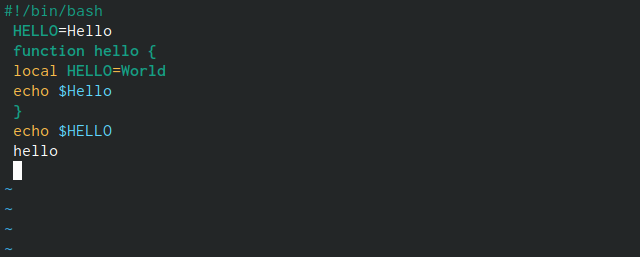 #!/bin/bash
HELLO=Hello
function hello {
local HELLO=World
echo $Hello
}
echo $HELLO
hello
~
~
~
~